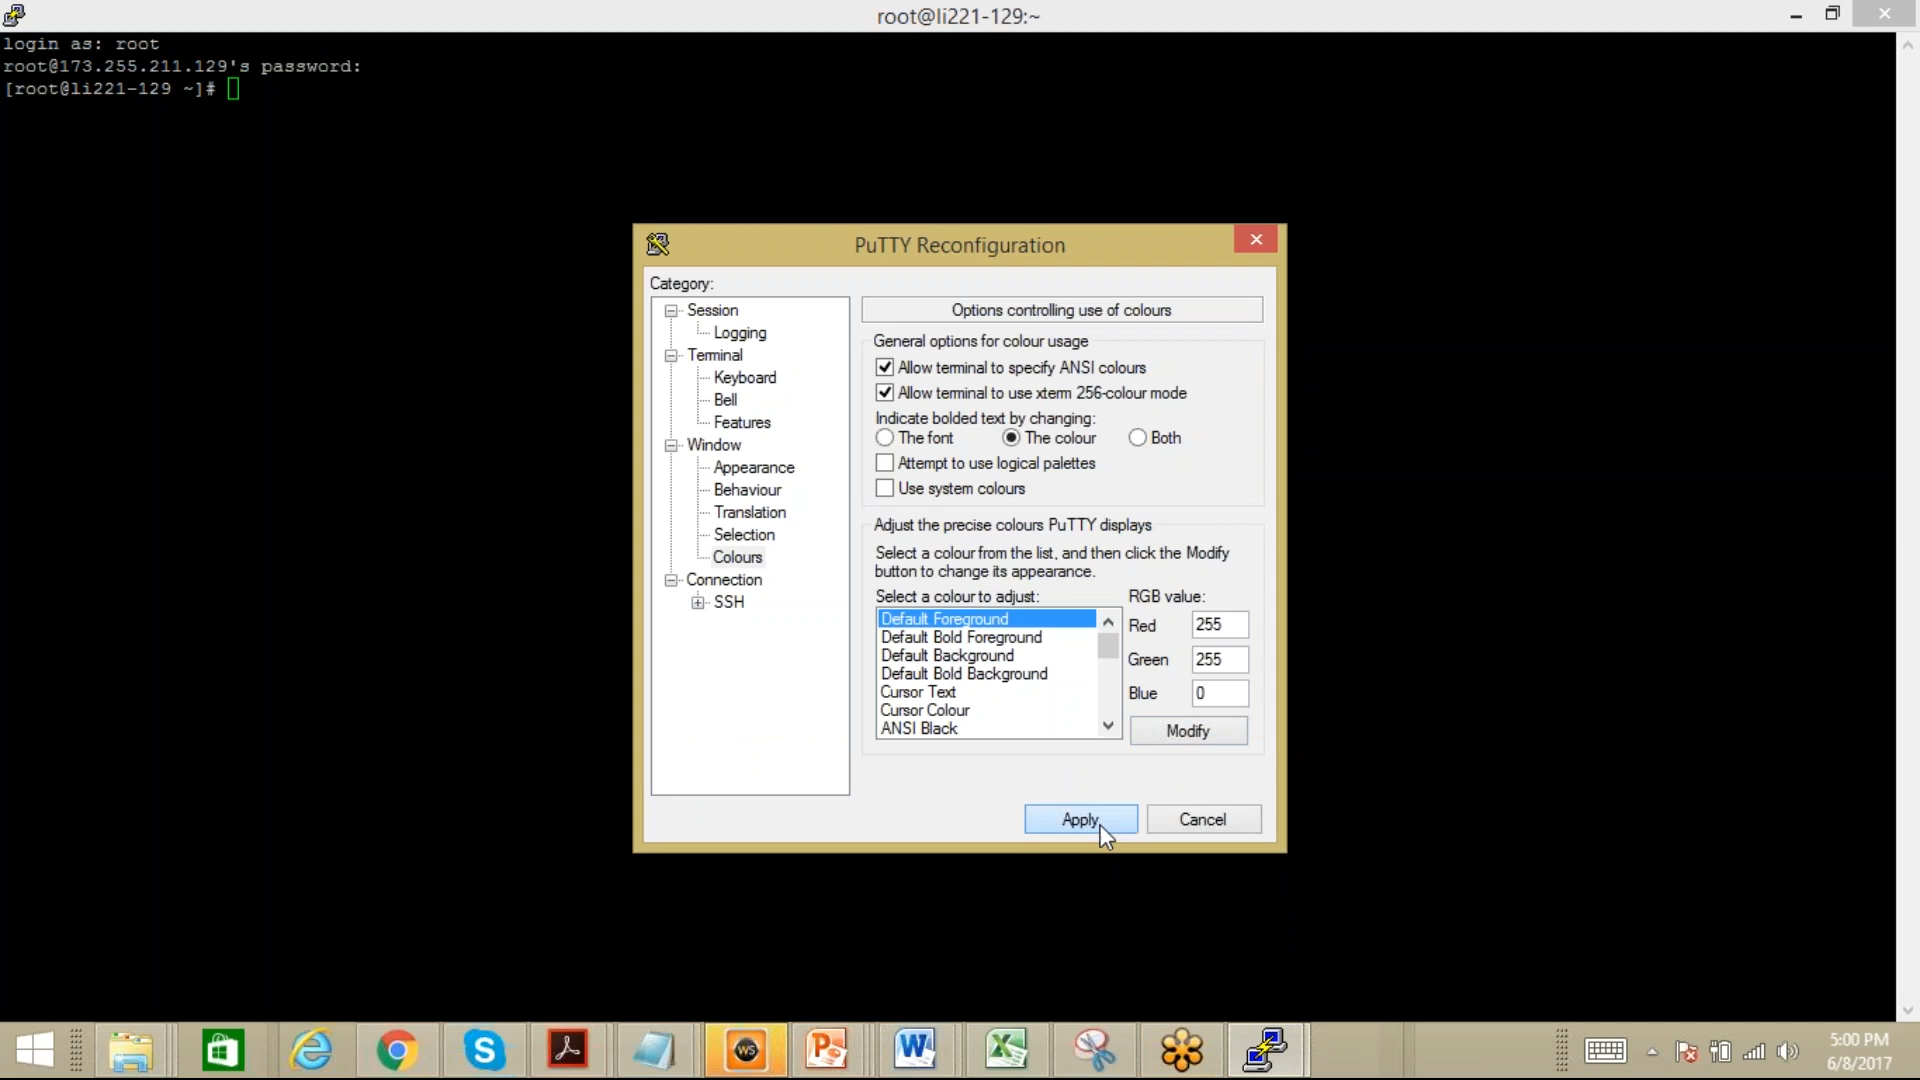 root@li221-129:~
login as: root
root@173.255.211.129's password:
[root@li221-129 ~]#
PuTTY Reconfiguration
Category:
Session
Logging
Terminal
Keyboard
Bell
Features
Window
Appearance
Behaviour
Translation
Selection
Colours
Connection
SSH
Options controlling use of colours
General options for colour usage
Allow terminal to specify ANSI colours
Allow terminal to use xterm 256-colour mode
Indicate bolded text by changing:
The font The colour Both
Attempt to use logical palettes
Use system colours
Adjust the precise colours PuTTY displays
Select a colour from the list, and then click the Modify
button to change its appearance.
Select a colour to adjust: RGB value:
Default Foreground
Default Bold Foreground
Default Background
Default Bold Background
Cursor Text
Cursor Colour
ANSI Black
Red 255
Green 255
Blue 0
Modify
Apply Cancel
WS
5:00 PM
6/8/2017